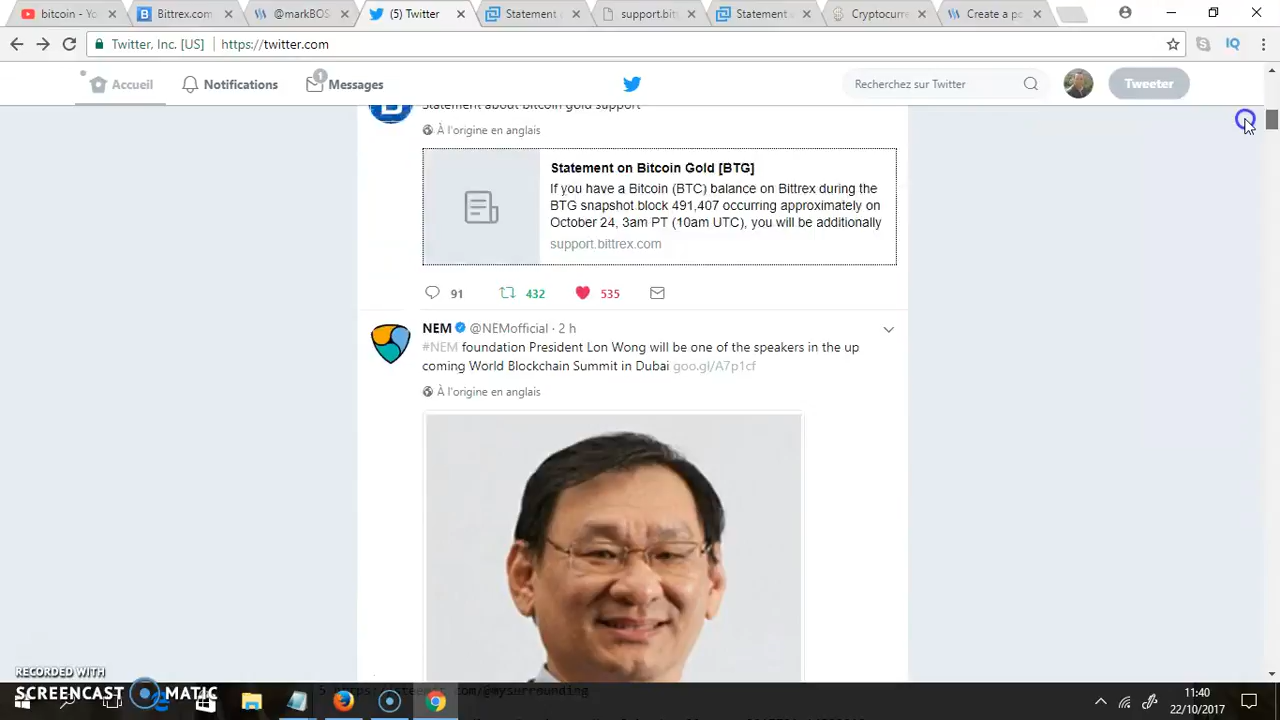 bitcoin - Yo
Bittrex.com
@markBOS
(5) Twitter
Statement
support.bit
Statement
Cryptocurre
Create a po
Twitter, Inc. [US]
https://twitter.com
Accueil
Notifications
1
Messages
Recherchez sur Twitter
Tweeter
Statement about bitcoin gold support
À l'origine en anglais
Statement on Bitcoin Gold [BTG]
If you have a Bitcoin (BTC) balance on Bittrex during the
BTG snapshot block 491,407 occurring approximately on
October 24, 3am PT (10am UTC), you will be additionally
support.bittrex.com
91
432
535
NEM @NEMofficial · 2 h
#NEM foundation President Lon Wong will be one of the speakers in the up
coming World Blockchain Summit in Dubai goo.gl/A7p1cf
À l'origine en anglais
RECORDED WITH
SCREENCAST MATIC
11:40
22/10/2017